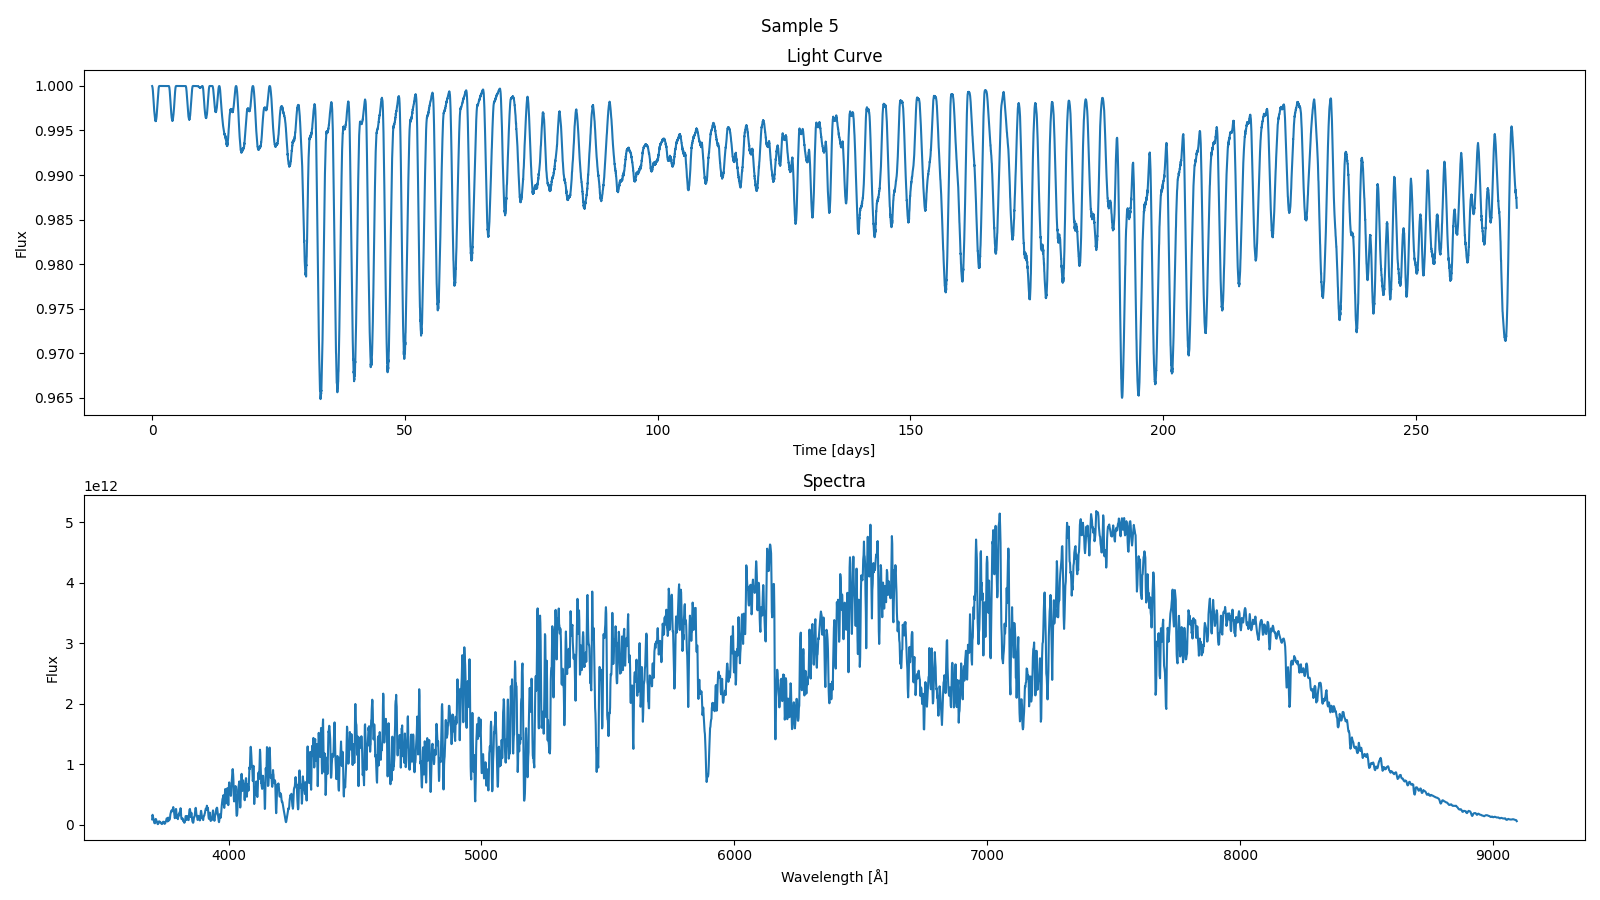 Sample 5
Light Curve
1.000
0.995
0.990
0.985
0.980
0.975
0.970
0.965
Flux
0 50 100 150 200 250
Time [days]
Spectra
1e12
5
4
3
2
1
0
Flux
4000 5000 6000 7000 8000 9000
Wavelength [Å]